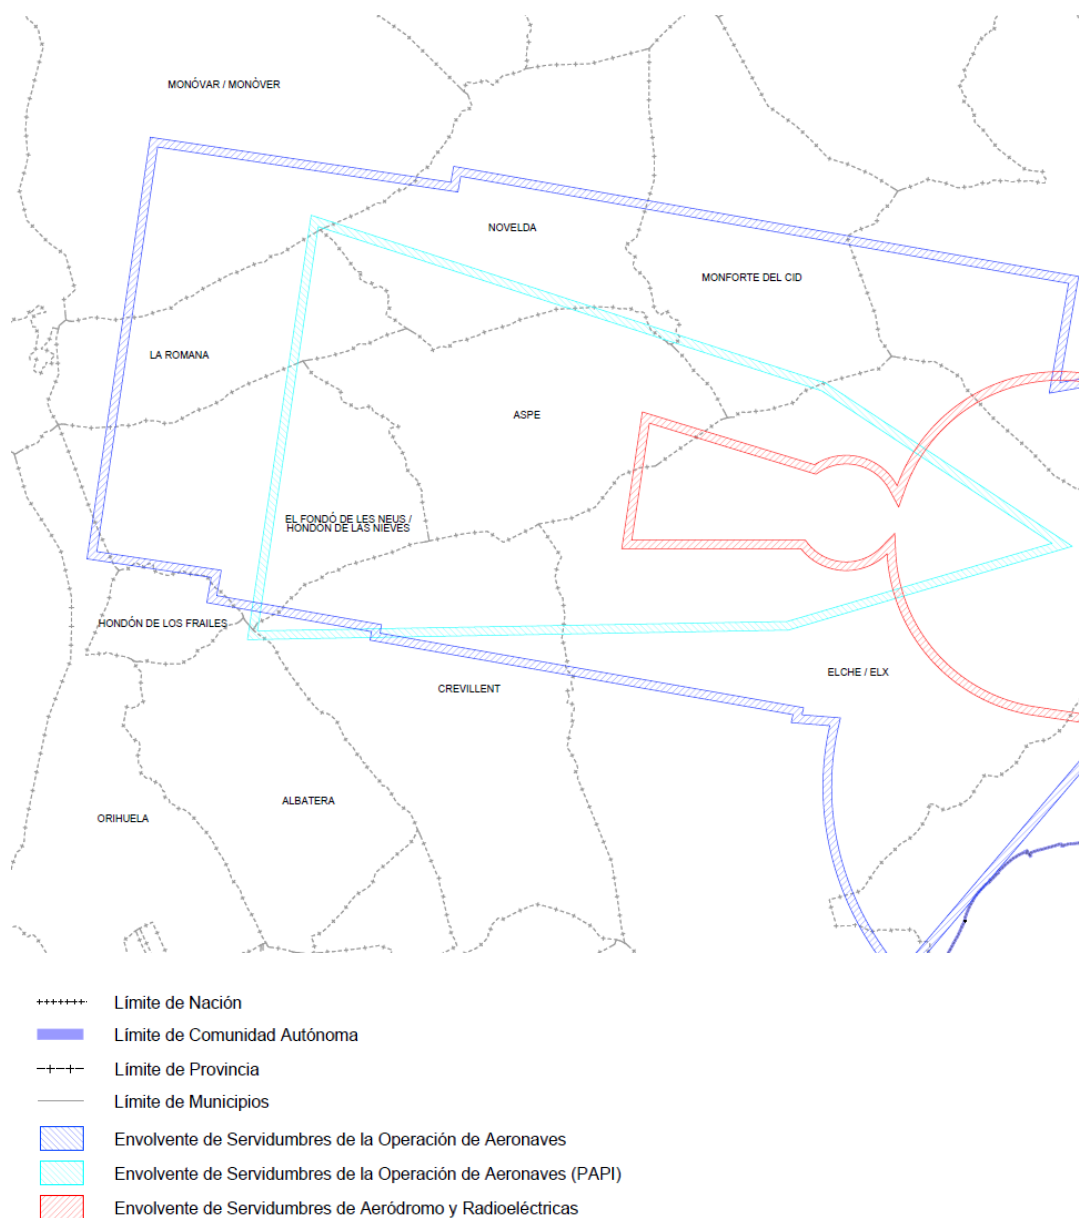 MONÓVAR / MONÒVER
NOVELDA
MONFORTE DEL CID
LA ROMANA
ASPE
EL FONDÓ DE LES NEUS /
HONDÓN DE LAS NIEVES
HONDÓN DE LOS FRAILES
ELCHE / ELX
CREVILLENT
ALBATERA
ORIHUELA
Límite de Nación
Límite de Comunidad Autónoma
Límite de Provincia
Límite de Municipios
Envolvente de Servidumbres de la Operación de Aeronaves
Envolvente de Servidumbres de la Operación de Aeronaves (PAPI)
Envolvente de Servidumbres de Aeródromo y Radioeléctricas